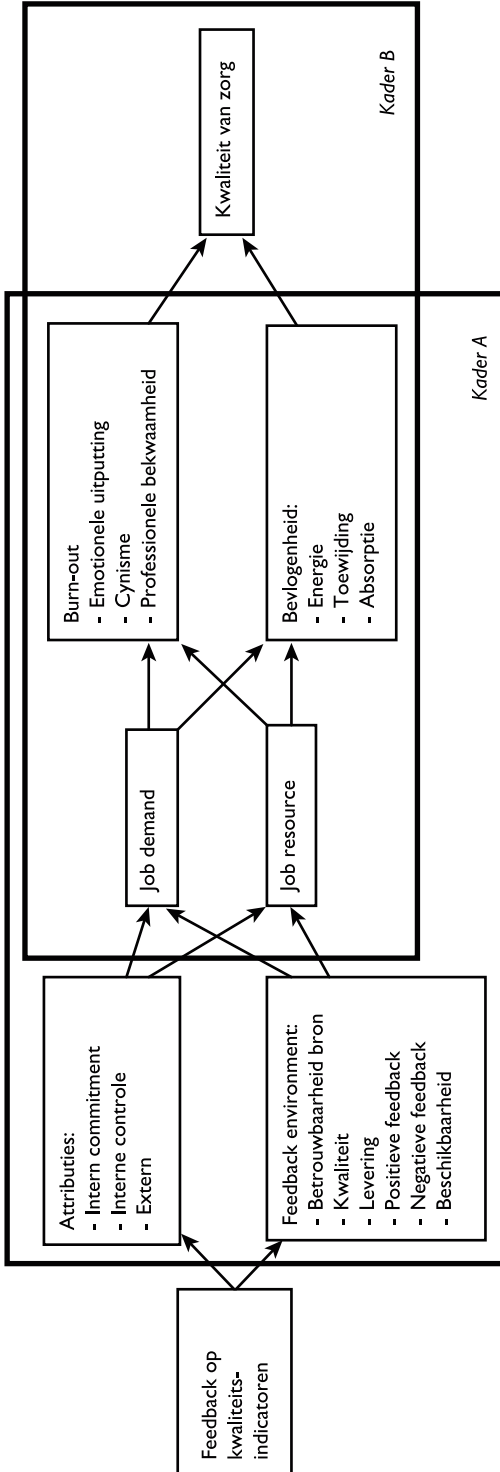 Feedback op
kwaliteits-
indicatoren
Attributies:
- Intern commitment
- Interne controle
- Extern
Feedback environment:
- Betrouwbaarheid bron
- Kwaliteit
- Levering
- Positieve feedback
- Negatieve feedback
- Beschikbaarheid
Job demand
Job resource
Burn-out
- Emotionele uitputting
- Cynisme
- Professionele bekwaamheid
Bevlogenheid:
- Energie
- Toewijding
- Absorptie
Kader A
Kwaliteit van zorg
Kader B